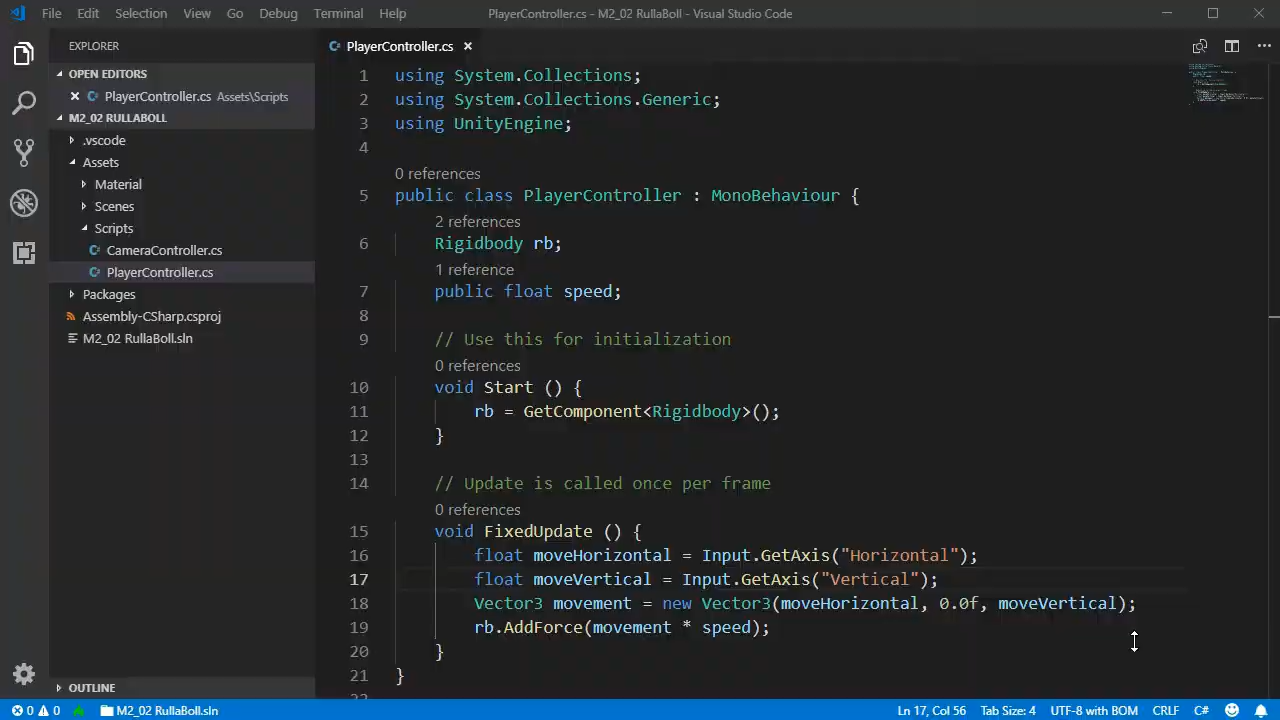 File Edit Selection View Go Debug Terminal Help PlayerController.cs - M2_02 RullaBoll - Visual Studio Code
EXPLORER
OPEN EDITORS
PlayerController.cs Assets\Scripts
M2_02 RULLABOLL
.vscode
Assets
Material
Scenes
Scripts
CameraController.cs
PlayerController.cs
Packages
Assembly-CSharp.csproj
M2_02 RullaBoll.sln
OUTLINE
PlayerController.cs
1 using System.Collections;
2 using System.Collections.Generic;
3 using UnityEngine;
4
0 references
5 public class PlayerController : MonoBehaviour {
2 references
6 Rigidbody rb;
1 reference
7 public float speed;
8
9 // Use this for initialization
0 references
10 void Start () {
11 rb = GetComponent<Rigidbody>();
12 }
13
14 // Update is called once per frame
0 references
15 void FixedUpdate () {
16 float moveHorizontal = Input.GetAxis("Horizontal");
17 float moveVertical = Input.GetAxis("Vertical");
18 Vector3 movement = new Vector3(moveHorizontal, 0.0f, moveVertical);
19 rb.AddForce(movement * speed);
20 }
21 }
22
0 0 M2_02 RullaBoll.sln Ln 17, Col 56 Tab Size: 4 UTF-8 with BOM CRLF C#